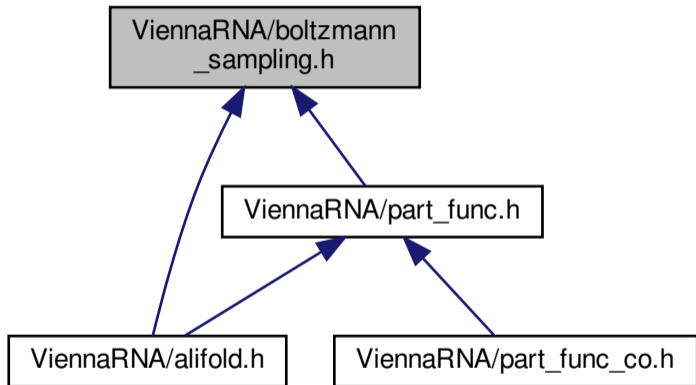 ViennaRNA/boltzmann
_sampling.h
ViennaRNA/part_func.h
ViennaRNA/alifold.h
ViennaRNA/part_func_co.h